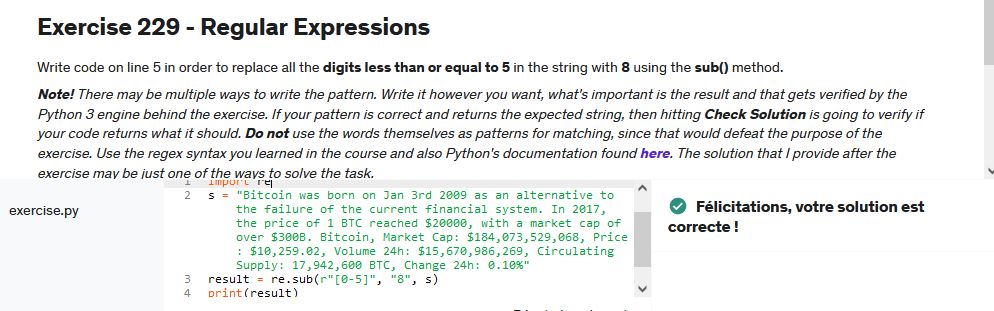 Exercise 229 - Regular Expressions
Write code on line 5 in order to replace all the digits less than or equal to 5 in the string with 8 using the sub() method.
Note! There may be multiple ways to write the pattern. Write it however you want, what's important is the result and that gets verified by the
Python 3 engine behind the exercise. If your pattern is correct and returns the expected string, then hitting Check Solution is going to verify if
your code returns what it should. Do not use the words themselves as patterns for matching, since that would defeat the purpose of the
exercise. Use the regex syntax you learned in the course and also Python's documentation found here. The solution that I provide after the
exercise may be just one of the ways to solve the task.
exercise.py
1 import re
2 s = "Bitcoin was born on Jan 3rd 2009 as an alternative to
the failure of the current financial system. In 2017,
the price of 1 BTC reached $20000, with a market cap of
over $300B. Bitcoin, Market Cap: $184,073,529,068, Price
: $10,259.02, Volume 24h: $15,670,986,269, Circulating
Supply: 17,942,600 BTC, Change 24h: 0.10%"
3 result = re.sub(r"[0-5]", "8", s)
4 print(result)
Félicitations, votre solution est
correcte !